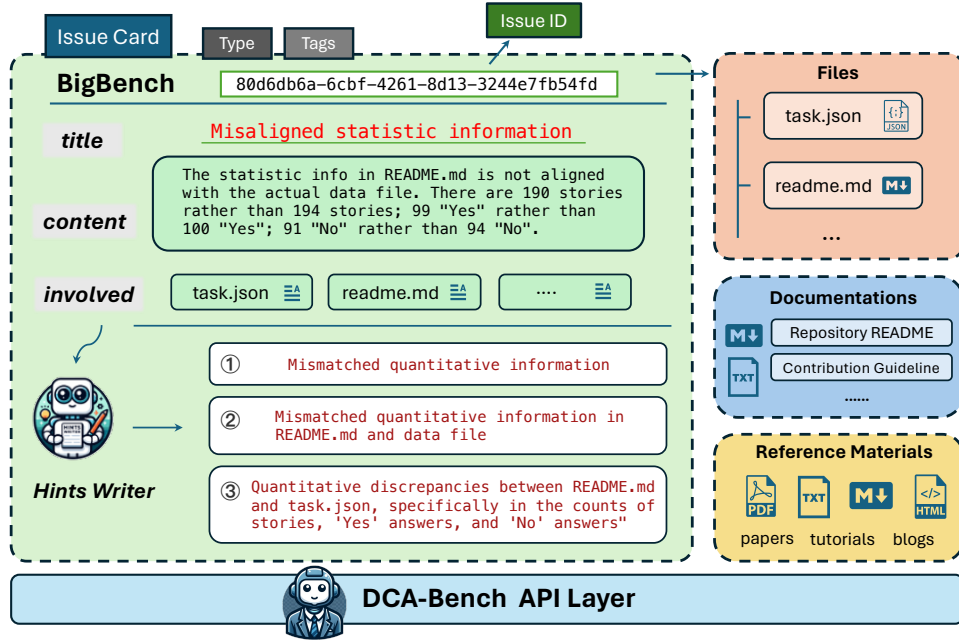 Issue Card
Type
Tags
Issue ID
BigBench
80d6db6a-6cbf-4261-8d13-3244e7fb54fd
title
Misaligned statistic information
content
The statistic info in README.md is not aligned
with the actual data file. There are 190 stories
rather than 194 stories; 99 "Yes" rather than
100 "Yes"; 91 "No" rather than 94 "No".
involved
task.json
readme.md
....
Hints Writer
HINTS
WRITER
① Mismatched quantitative information
② Mismatched quantitative information in
README.md and data file
③ Quantitative discrepancies between README.md
and task.json, specifically in the counts of
stories, 'Yes' answers, and 'No' answers"
Files
task.json
{;}
JSON
readme.md
M
...
Documentations
M
Repository README
TXT
Contribution Guideline
......
Reference Materials
PDF
TXT
M
</>
HTML
papers
tutorials
blogs
DCA-Bench API Layer